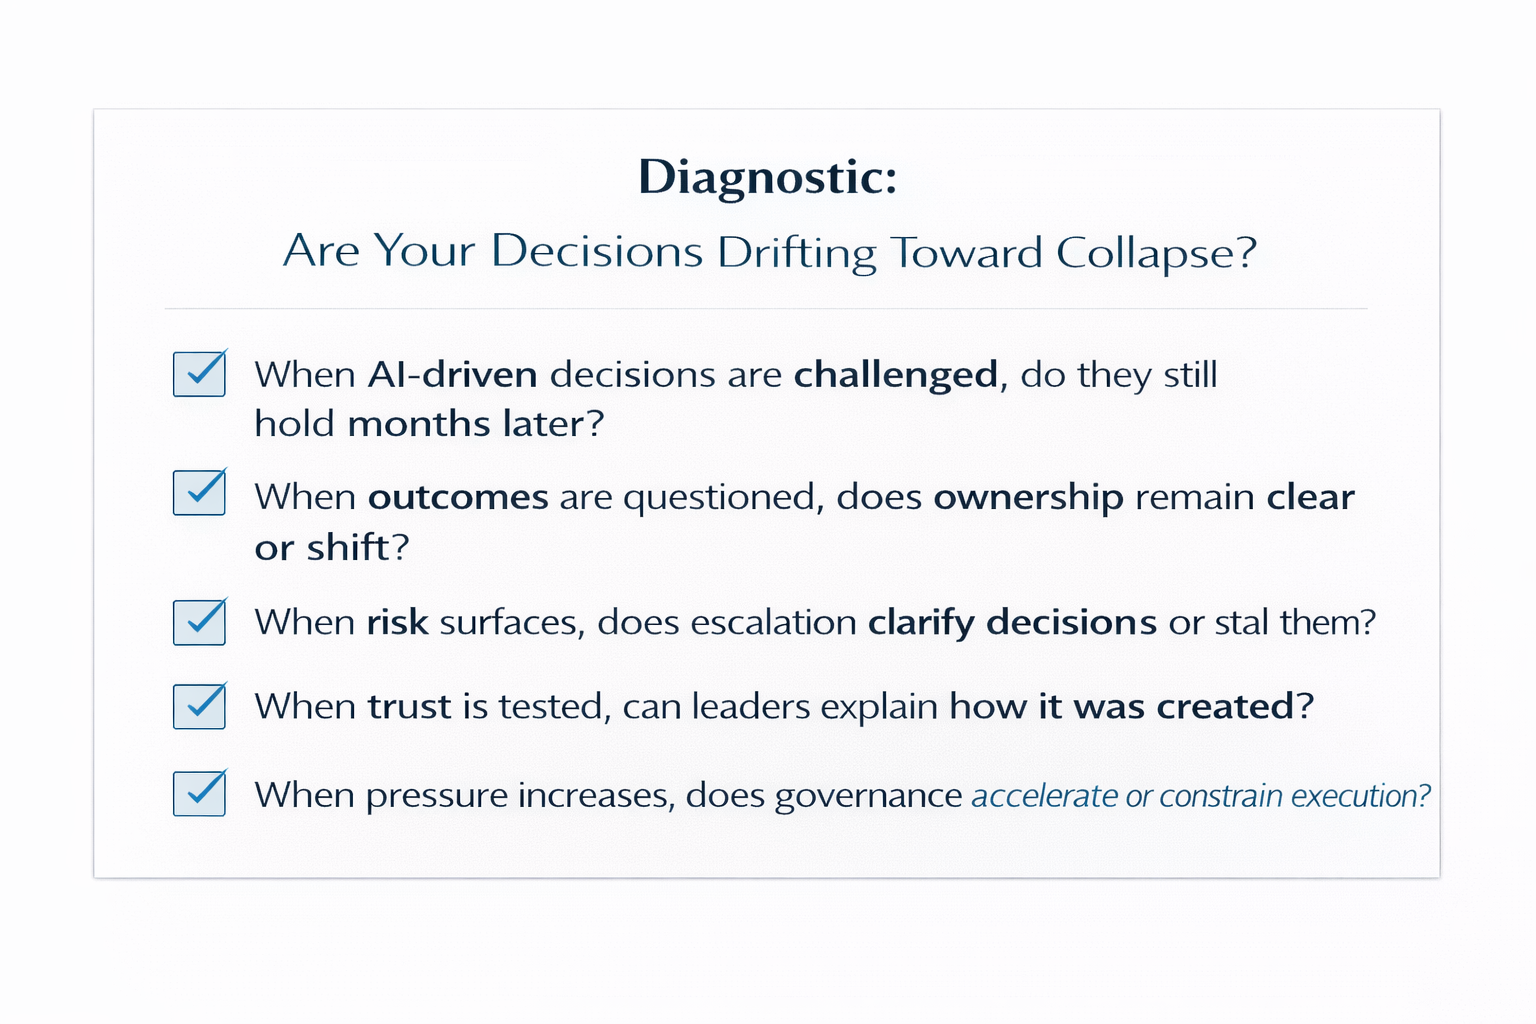 Diagnostic:
Are Your Decisions Drifting Toward Collapse?
When AI-driven decisions are challenged, do they still
hold months later?
When outcomes are questioned, does ownership remain clear
or shift?
When risk surfaces, does escalation clarify decisions or stal them?
When trust is tested, can leaders explain how it was created?
When pressure increases, does governance accelerate or constrain execution?